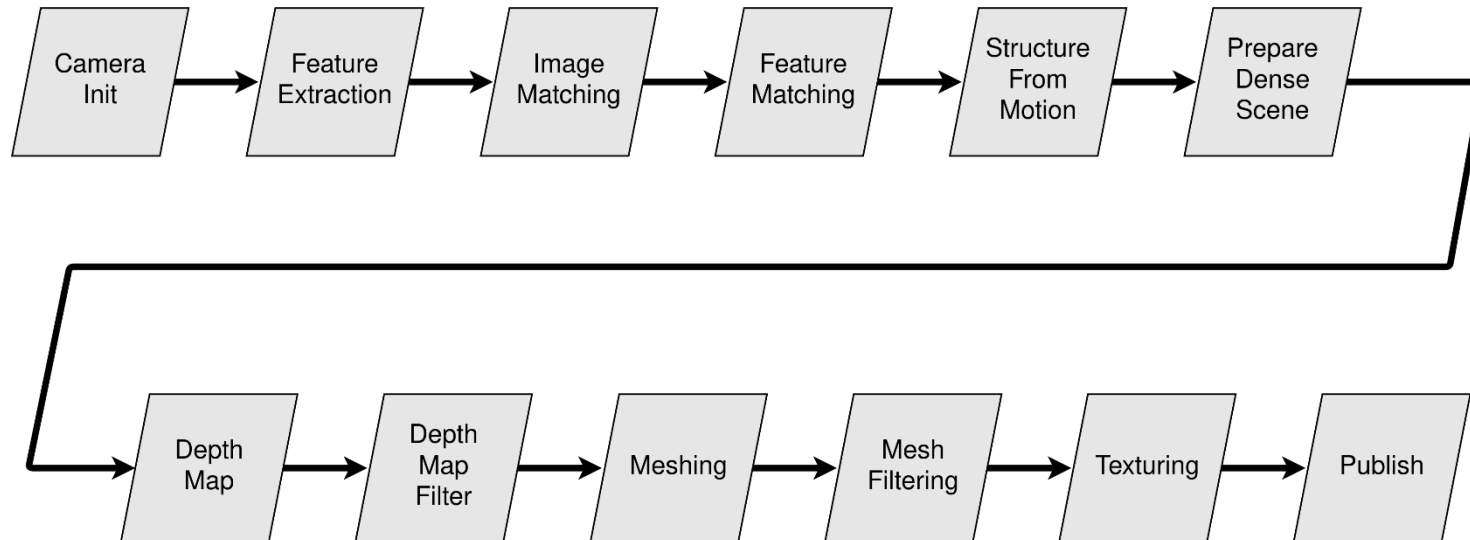 Camera
Init
Feature
Extraction
Image
Matching
Feature
Matching
Structure
From
Motion
Prepare
Dense
Scene
Depth
Map
Depth
Map
Filter
Meshing
Mesh
Filtering
Texturing
Publish